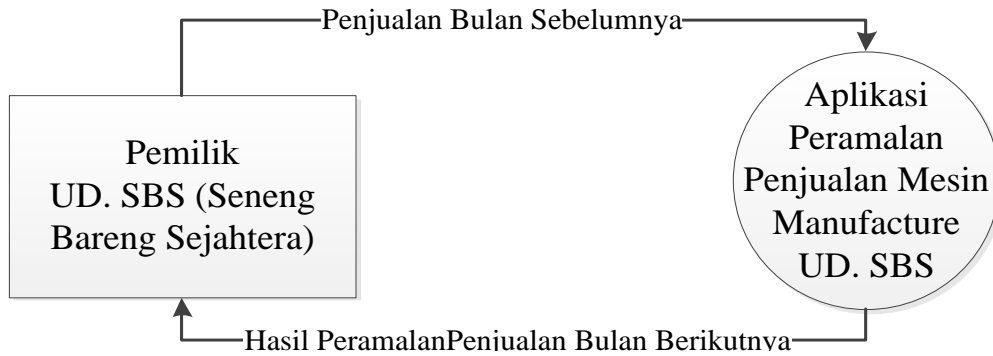 Penjualan Bulan Sebelumnya
Pemilik
UD. SBS (Seneng
Bareng Sejahtera)
Aplikasi
Peramalan
Penjualan Mesin
Manufacture
UD. SBS
Hasil PeramalanPenjualan Bulan Berikutnya